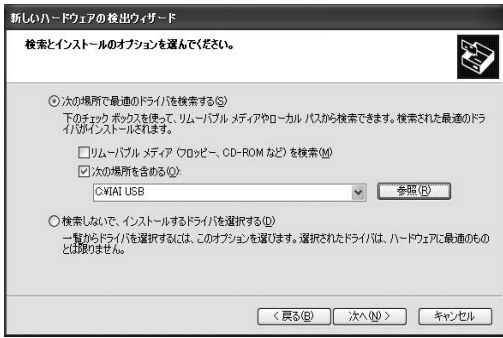 新しいハードウェアの検出ウィザード
検索とインストールのオプションを選んでください。
次の場所で最適のドライバを検索する(S)
下のチェック ボックスを使って、リムーバブル メディアやローカル パスから検索できます。検索された最適のドラ
イバがインストールされます。
リムーバブル メディア (フロッピー、CD-ROM など) を検索(M)
次の場所を含める(O):
C:¥IAI USB
参照(R)
検索しないで、インストールするドライバを選択する(D)
一覧からドライバを選択するには、このオプションを選びます。選択されたドライバは、ハードウェアに最適のもの
とは限りません。
< 戻る(B)
次へ(N) >
キャンセル